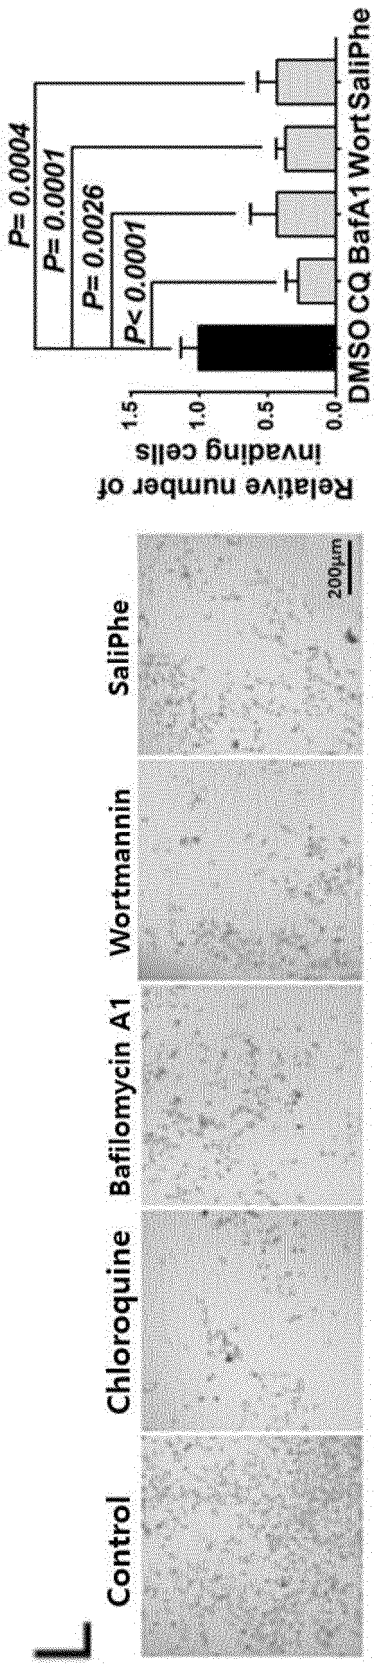 L
Control
Chloroquine
Bafilomycin A1
Wortmannin
SaliPhe
200μm
Relative number of
invading cells
1.5
1.0
0.5
0.0
P= 0.0004
P= 0.0001
P= 0.0026
P< 0.0001
DMSO CQ BafA1 Wort SaliPhe